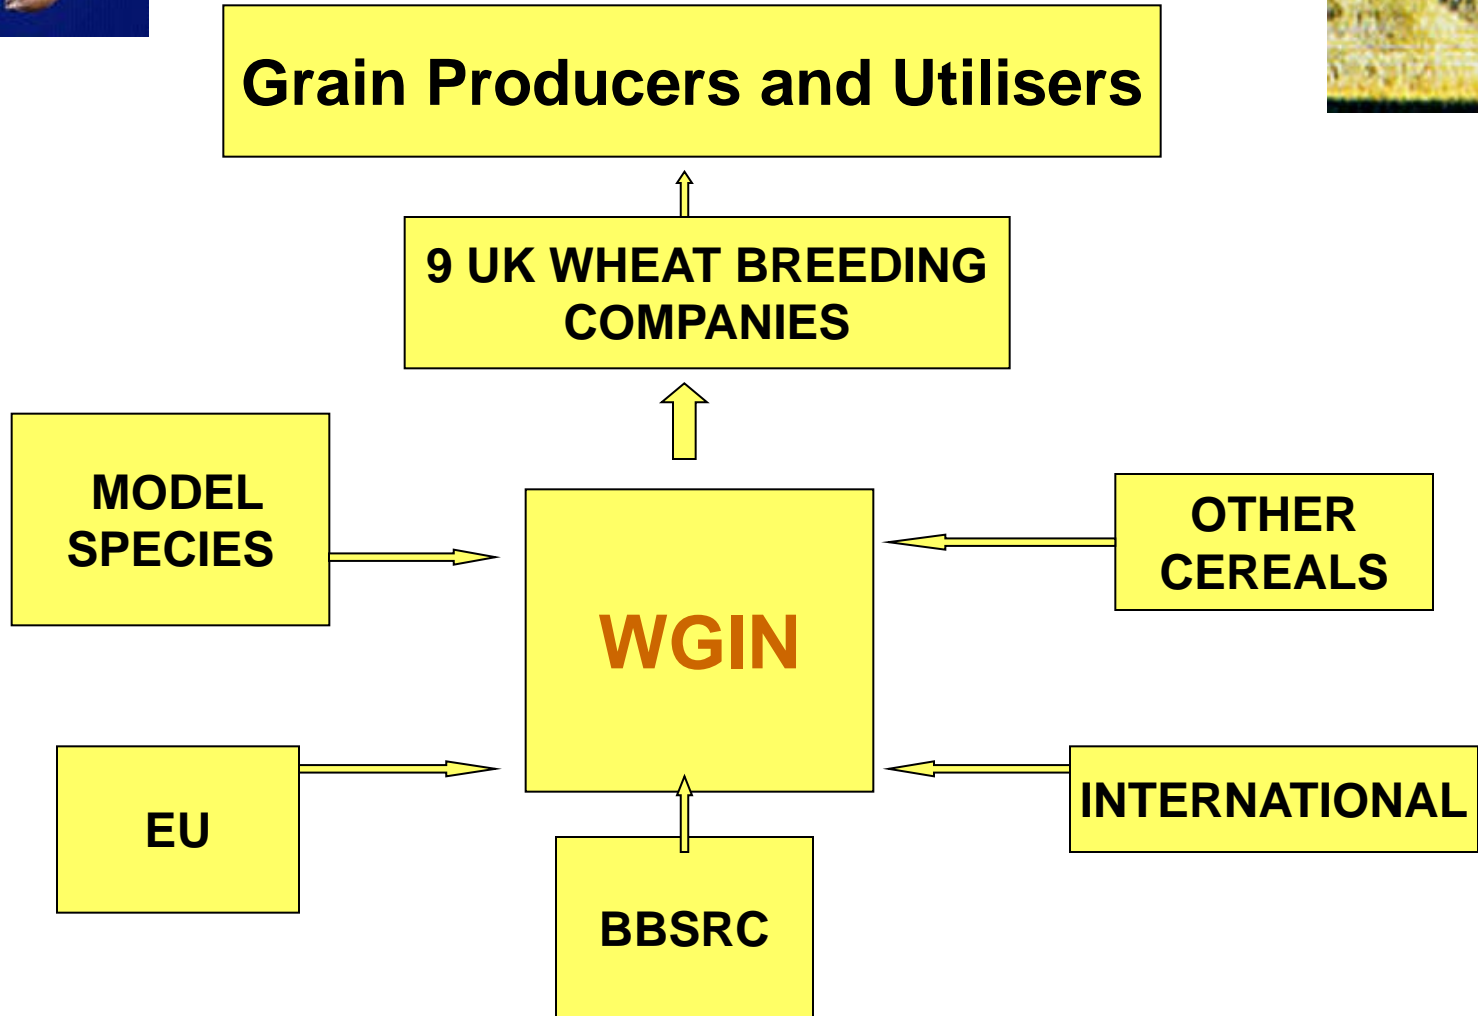 Grain Producers and Utilisers
9 UK WHEAT BREEDING
COMPANIES
MODEL
SPECIES
OTHER
CEREALS
WGIN
EU
INTERNATIONAL
BBSRC